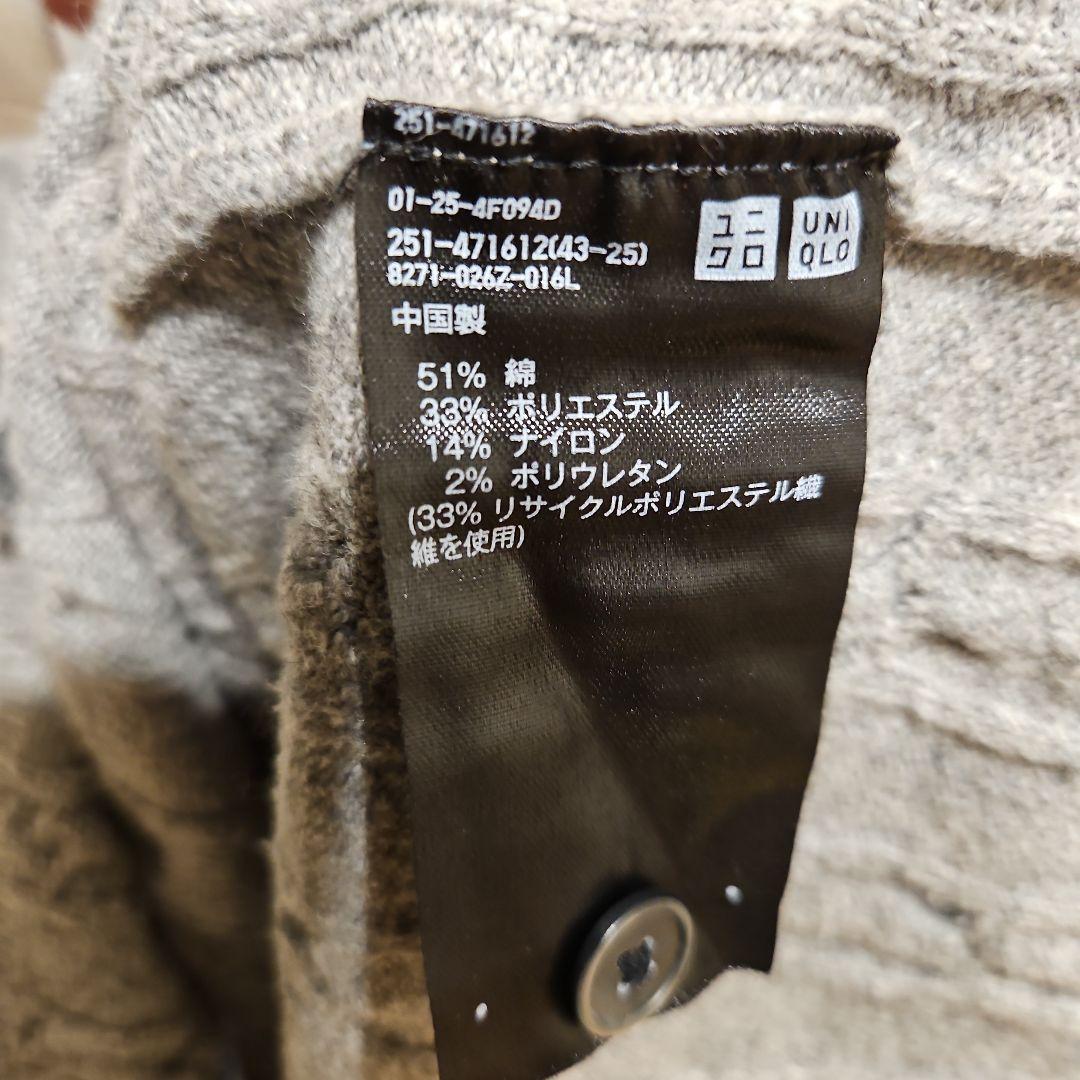 251-471612
01-25-4F094D
251-471612(43-25)
8271-026Z-016L
ユニ
クロ
UNI
QLO
中国製
51% 綿
33% ポリエステル
14% ナイロン
2% ポリウレタン
(33% リサイクルポリエステル繊
維を使用)